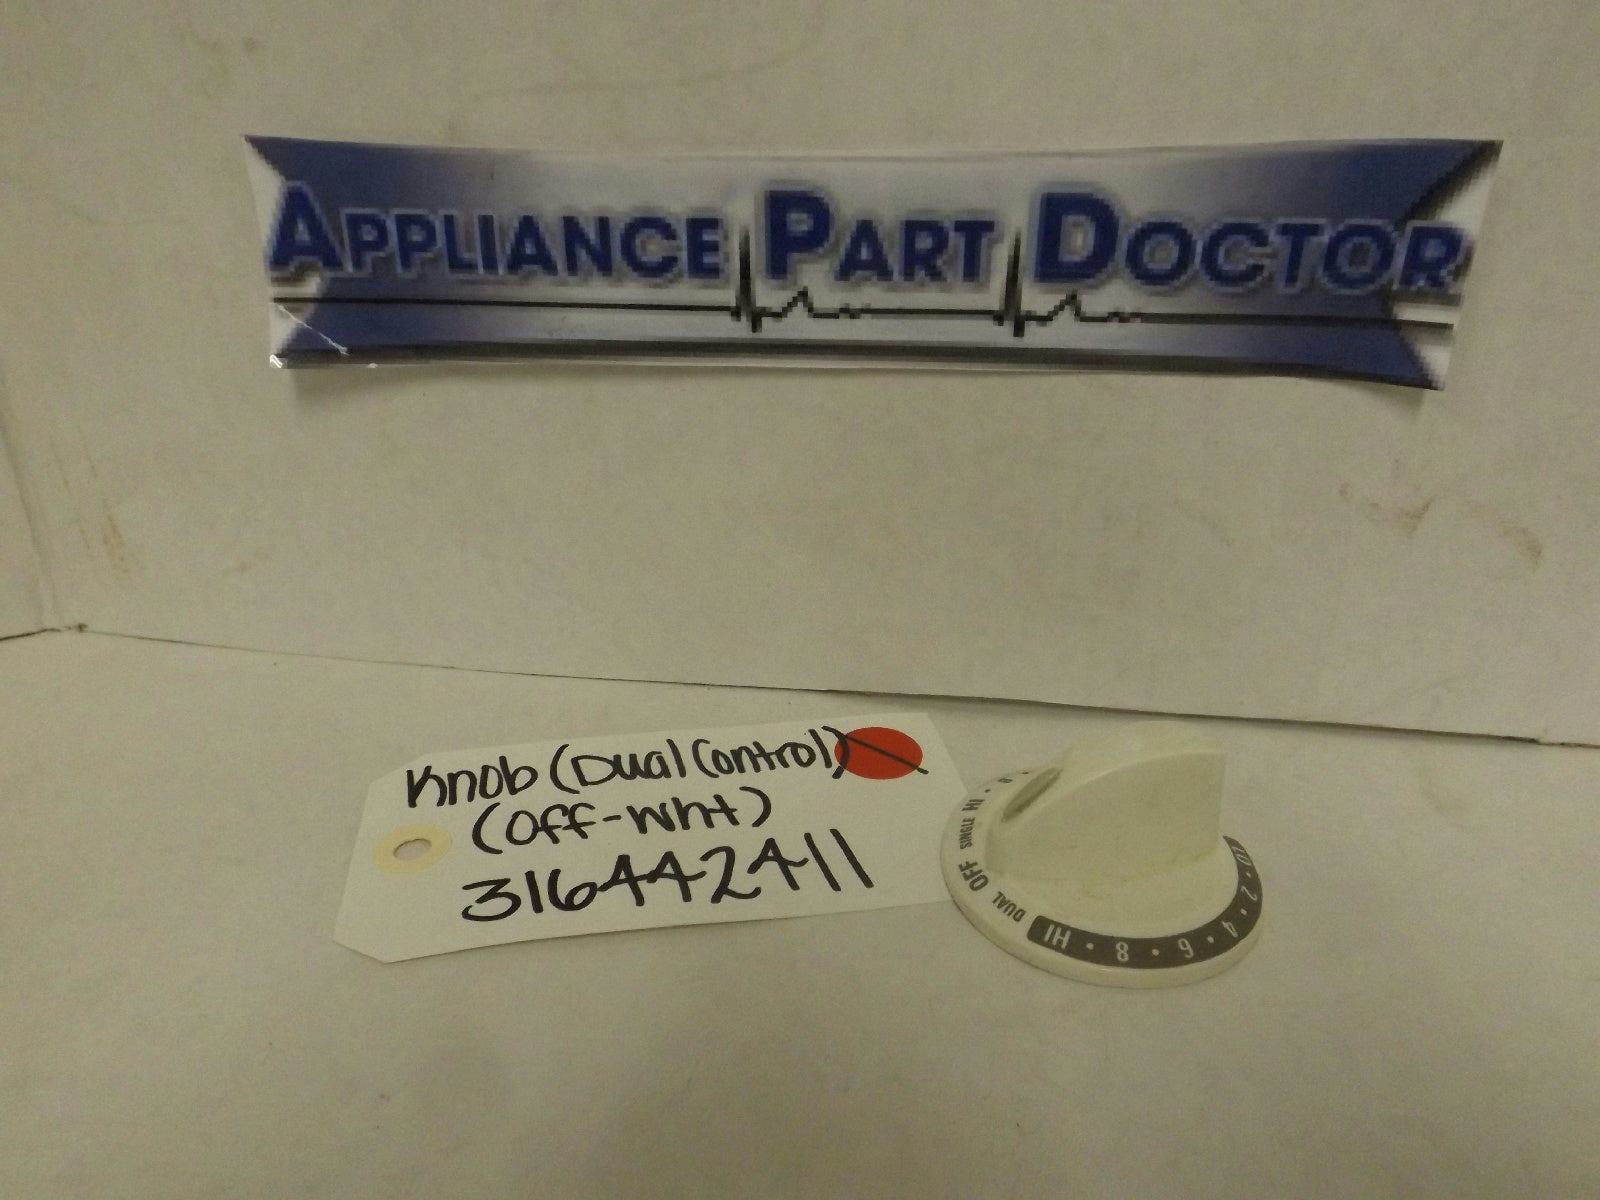 APPLIANCE PART DOCTOR
Knob (Dual Control)
(Off-Wht)
316442411
8 · HI SINGLE OFF DUAL HI · 8 · 6 · 4 · 2 · LO